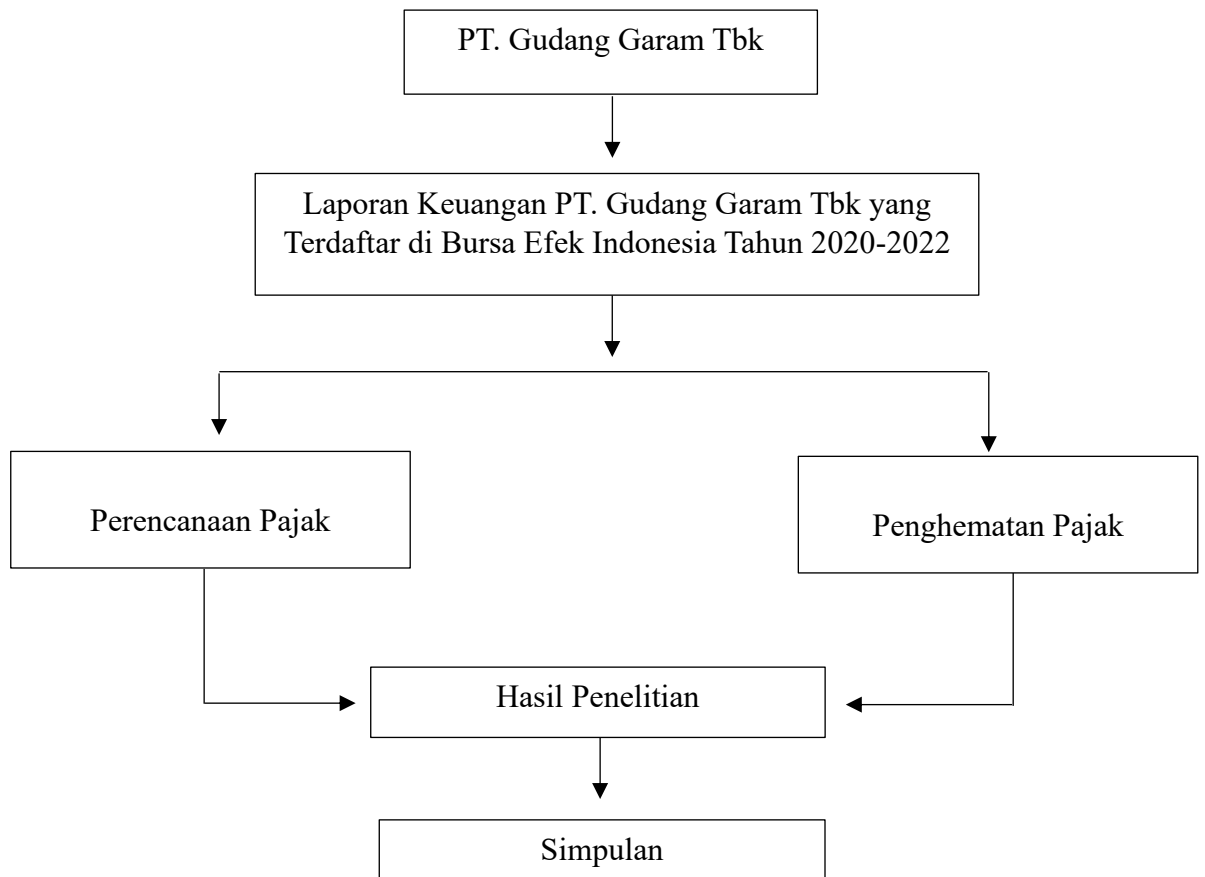 PT. Gudang Garam Tbk
Laporan Keuangan PT. Gudang Garam Tbk yang
Terdaftar di Bursa Efek Indonesia Tahun 2020-2022
Perencanaan Pajak
Penghematan Pajak
Hasil Penelitian
Simpulan